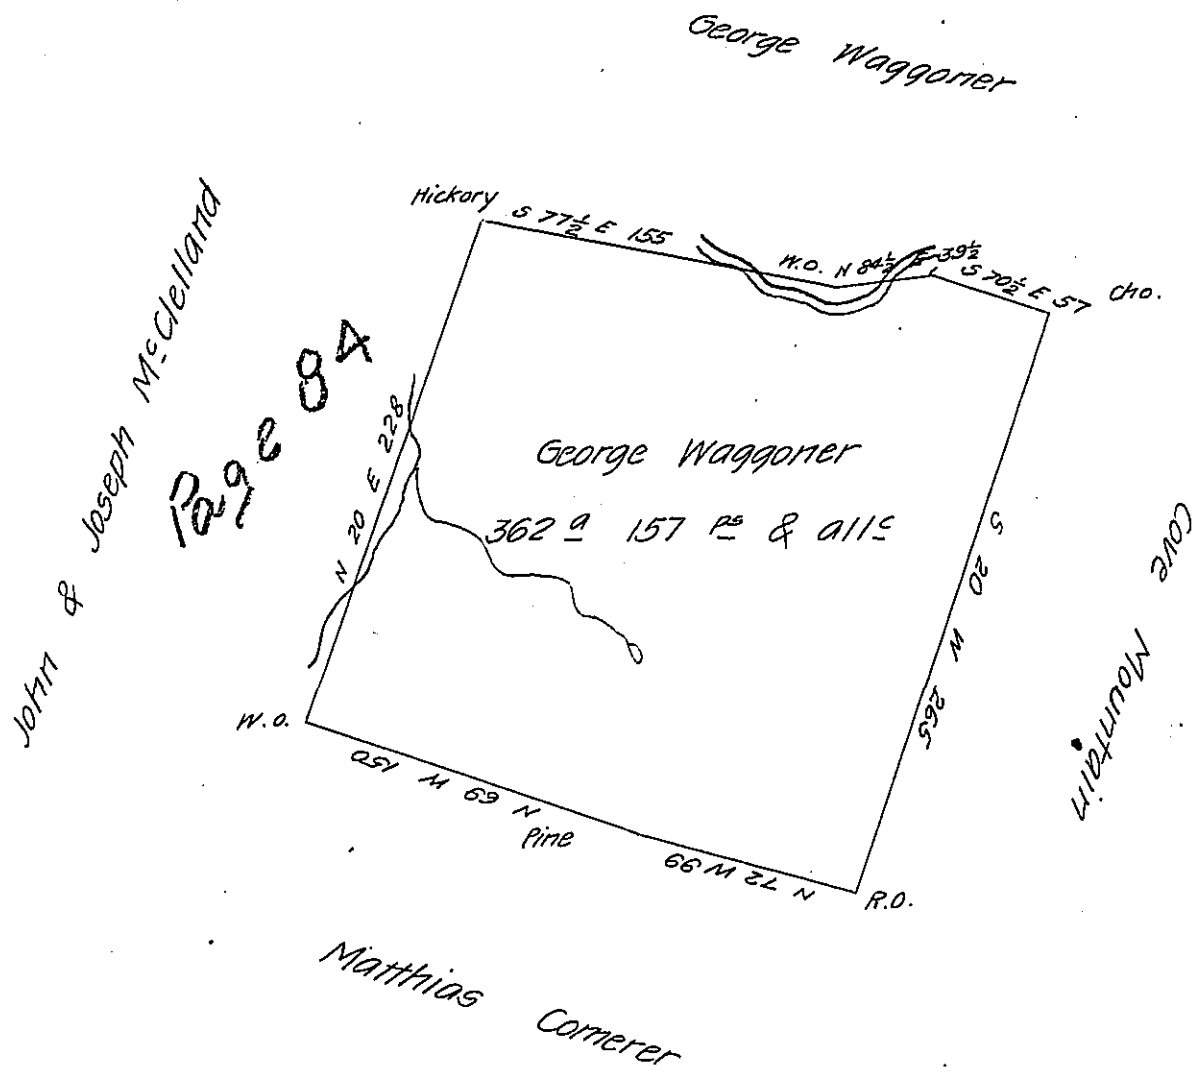 George Waggoner
Hickory
S 77½ E 155
W.O.
N 84½ E 39½
S 70½ E 57
Cho.
John & Joseph McClelland
Page 84
N 20 E 228
George Waggoner
362 a 157 ps & allc
S 20 W 265
Cove Mountain
W.O.
N 69 W 150
Pine
N 72 W 99
R.O.
Matthias Comerer